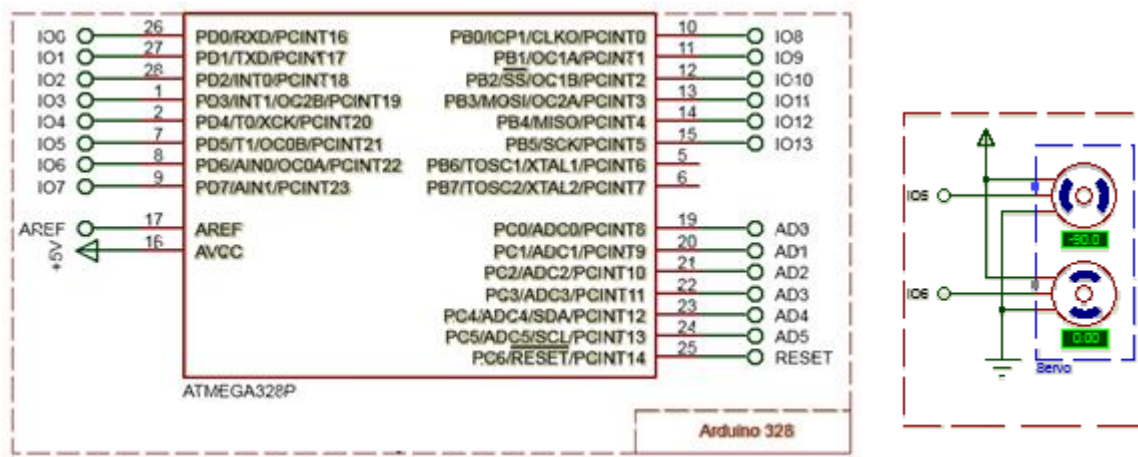 IO0 26 PD0/RXD/PCINT16
IO1 27 PD1/TXD/PCINT17
IO2 28 PD2/INT0/PCINT18
IO3 1 PD3/INT1/OC2B/PCINT19
IO4 2 PD4/T0/XCK/PCINT20
IO5 7 PD5/T1/OC0B/PCINT21
IO6 8 PD6/AIN0/OC0A/PCINT22
IO7 9 PD7/AIN1/PCINT23
AREF 17 AREF
+5V 16 AVCC
PB0/ICP1/CLKO/PCINT0 10 IO8
PB1/OC1A/PCINT1 11 IO9
PB2/SS/OC1B/PCINT2 12 IO10
PB3/MOSI/OC2A/PCINT3 13 IO11
PB4/MISO/PCINT4 14 IO12
PB5/SCK/PCINT5 15 IO13
PB6/TOSC1/XTAL1/PCINT6 5
PB7/TOSC2/XTAL2/PCINT7 6
PC0/ADC0/PCINT8 19 AD3
PC1/ADC1/PCINT9 20 AD1
PC2/ADC2/PCINT10 21 AD2
PC3/ADC3/PCINT11 22 AD3
PC4/ADC4/SDA/PCINT12 23 AD4
PC5/ADC5/SCL/PCINT13 24 AD5
PC6/RESET/PCINT14 25 RESET
ATMEGA328P
Arduino 328
IO5
-90.0
IO6
0.00
Servo